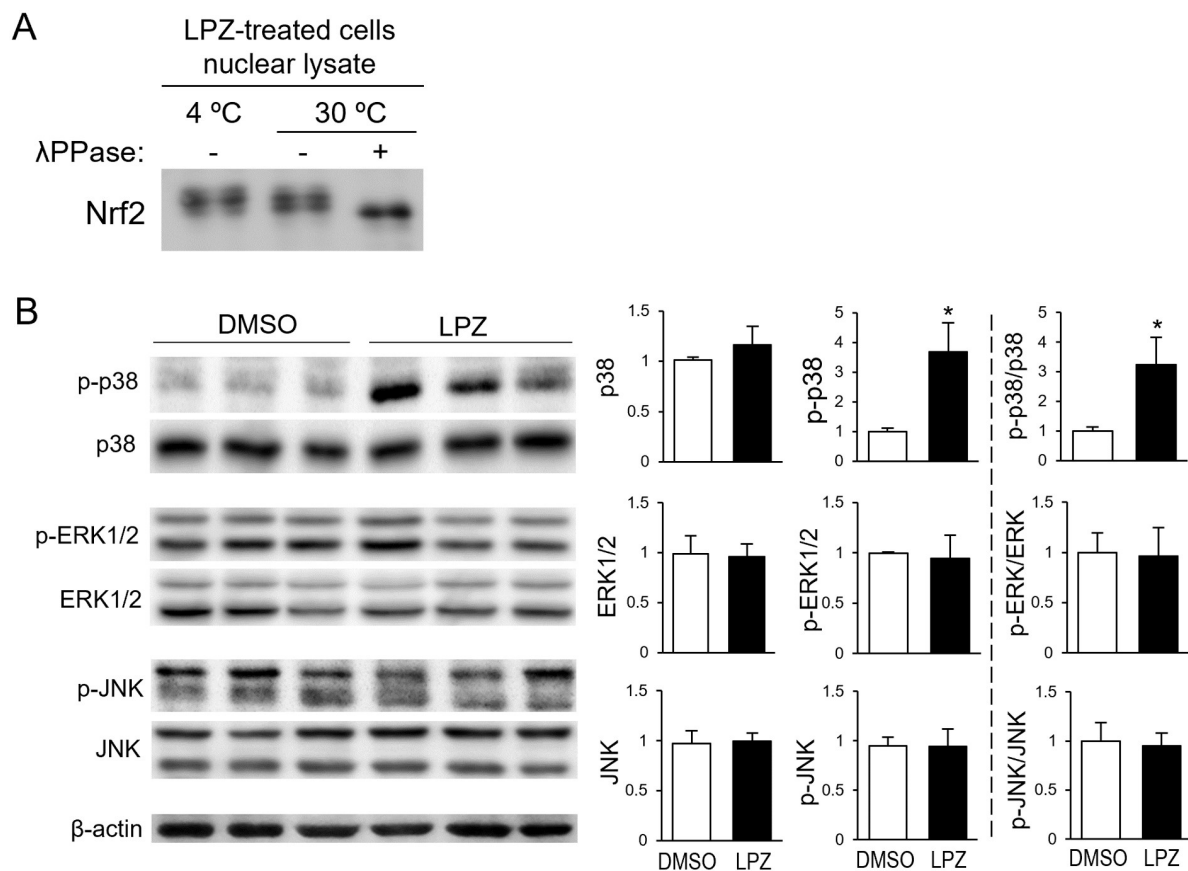 A
LPZ-treated cells
nuclear lysate
4 ºC
30 ºC
λPPase:
-
-
+
Nrf2
B
DMSO
LPZ
p-p38
p38
p-ERK1/2
ERK1/2
p-JNK
JNK
β-actin
p38
1.5
1
0.5
0
p-p38
5
4
3
2
1
0
*
p-p38/p38
5
4
3
2
1
0
*
ERK1/2
1.5
1
0.5
0
p-ERK1/2
1.5
1
0.5
0
p-ERK/ERK
1.5
1
0.5
0
JNK
1.5
1
0.5
0
DMSO LPZ
p-JNK
1.5
1
0.5
0
DMSO LPZ
p-JNK/JNK
1.5
1
0.5
0
DMSO LPZ